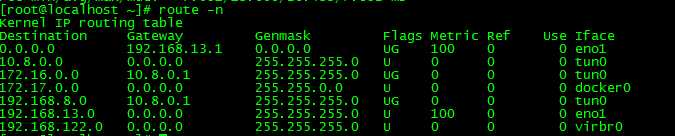 [root@localhost ~]# route -n
Kernel IP routing table
Destination Gateway Genmask Flags Metric Ref Use Iface
0.0.0.0 192.168.13.1 0.0.0.0 UG 100 0 0 eno1
10.8.0.0 0.0.0.0 255.255.255.0 U 0 0 0 tun0
172.16.0.0 10.8.0.1 255.255.255.0 UG 0 0 0 tun0
172.17.0.0 0.0.0.0 255.255.0.0 U 0 0 0 docker0
192.168.8.0 10.8.0.1 255.255.255.0 UG 0 0 0 tun0
192.168.13.0 0.0.0.0 255.255.255.0 U 100 0 0 eno1
192.168.122.0 0.0.0.0 255.255.255.0 U 0 0 0 virbr0